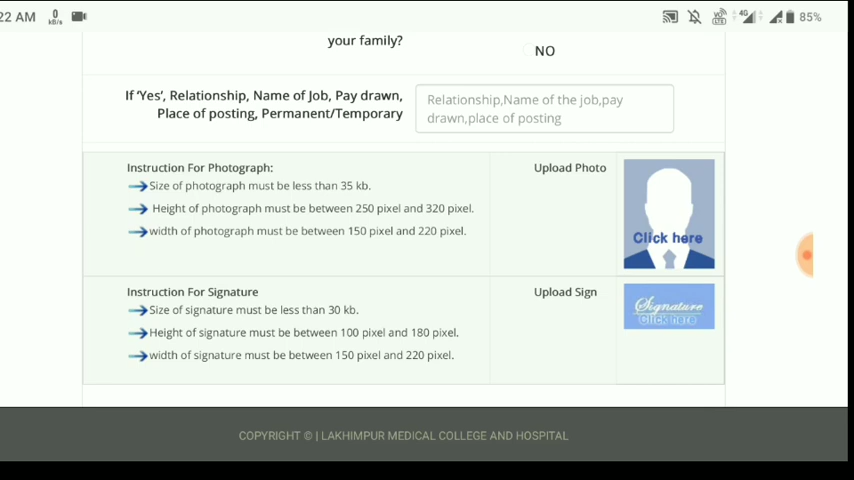 22 AM 0 KB/s 4G 85%
your family?
NO
If ‘Yes’, Relationship, Name of Job, Pay drawn,
Place of posting, Permanent/Temporary
Relationship,Name of the job,pay
drawn,place of posting
Instruction For Photograph:
Size of photograph must be less than 35 kb.
Height of photograph must be between 250 pixel and 320 pixel.
width of photograph must be between 150 pixel and 220 pixel.
Upload Photo
Click here
Instruction For Signature
Size of signature must be less than 30 kb.
Height of signature must be between 100 pixel and 180 pixel.
width of signature must be between 150 pixel and 220 pixel.
Upload Sign
Signature
Click here
COPYRIGHT © | LAKHIMPUR MEDICAL COLLEGE AND HOSPITAL